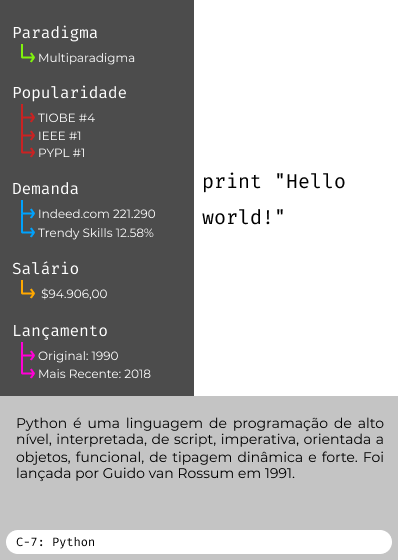 Paradigma
Multiparadigma
Popularidade
TIOBE #4
IEEE #1
PYPL #1
Demanda
Indeed.com 221.290
Trendy Skills 12.58%
Salário
$94.906,00
Lançamento
Original: 1990
Mais Recente: 2018
print "Hello
world!"
Python é uma linguagem de programação de alto
nível, interpretada, de script, imperativa, orientada a
objetos, funcional, de tipagem dinâmica e forte. Foi
lançada por Guido van Rossum em 1991.
C-7: Python